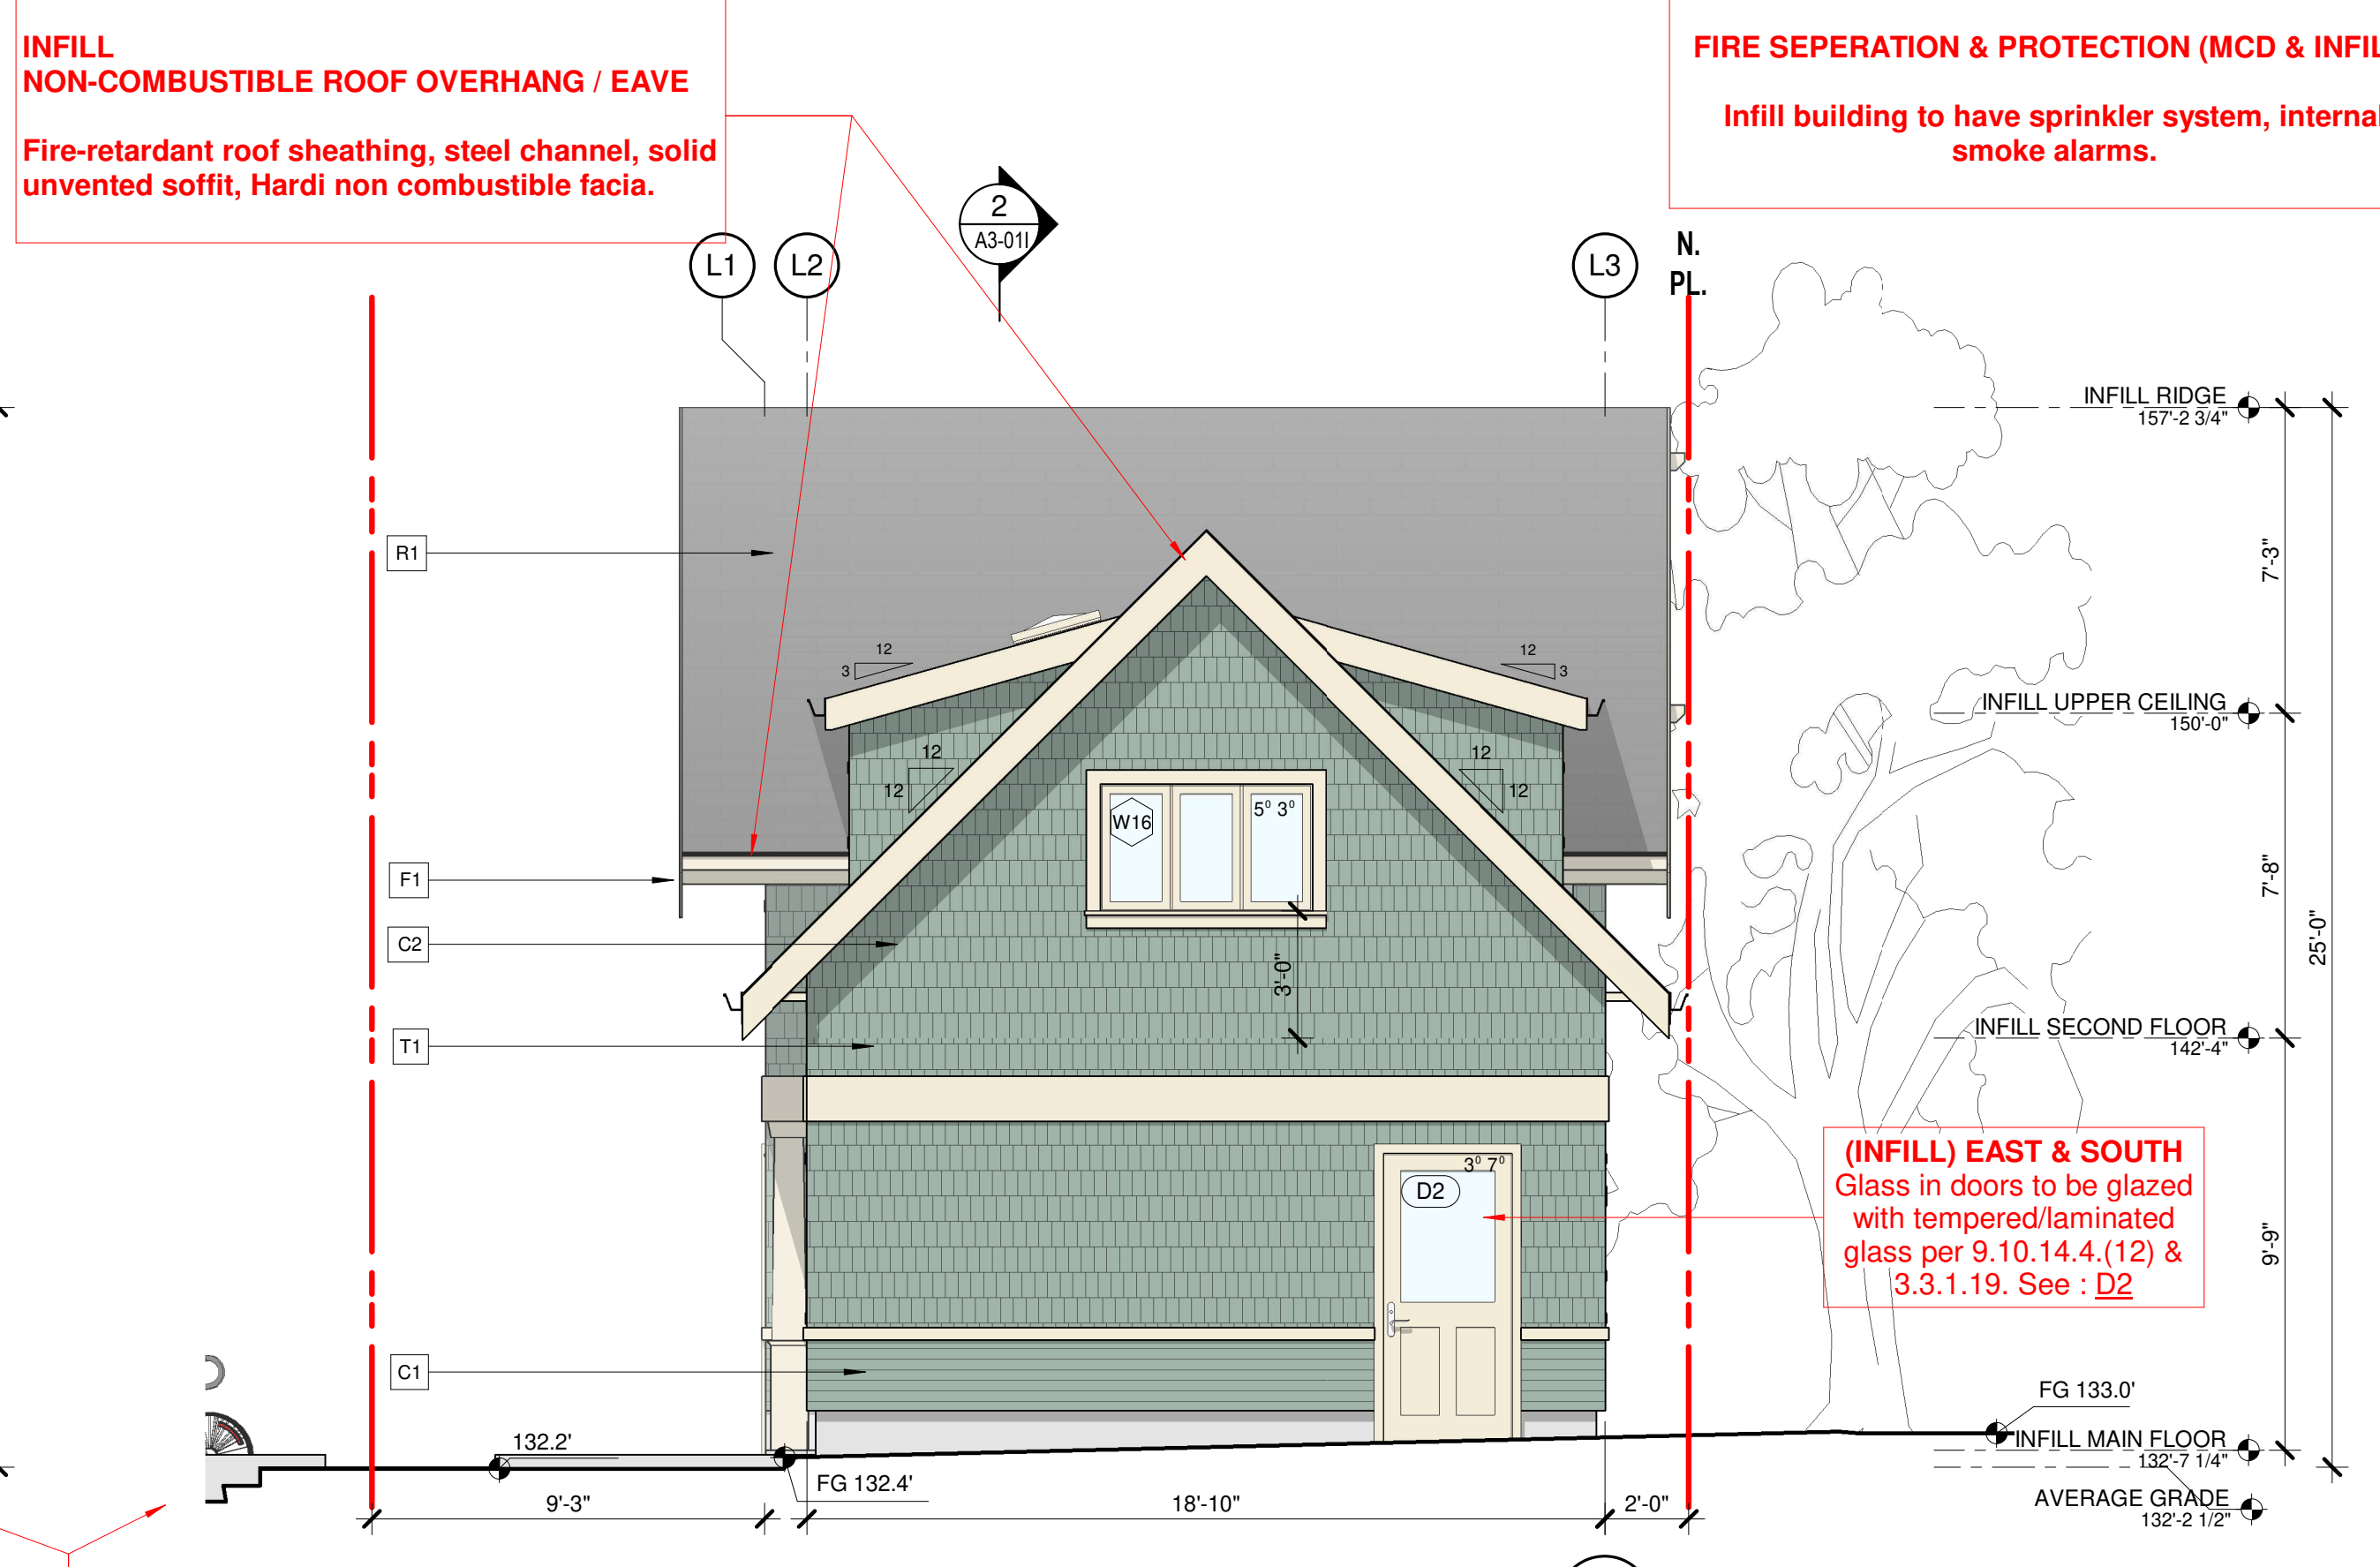 INFILL
NON-COMBUSTIBLE ROOF OVERHANG / EAVE
Fire-retardant roof sheathing, steel channel, solid
unvented soffit, Hardi non combustible facia.
FIRE SEPERATION & PROTECTION (MCD & INFIL
Infill building to have sprinkler system, internal
smoke alarms.
2
A3-01I
L1
L2
L3
N.
PL.
INFILL RIDGE
157'-2 3/4"
R1
7'-3"
12
3
12
3
INFILL UPPER CEILING
150'-0"
12
12
12
12
W16
5⁰ 3⁰
F1
7'-8"
25'-0"
C2
3'-0"
T1
INFILL SECOND FLOOR
142'-4"
(INFILL) EAST & SOUTH
Glass in doors to be glazed
with tempered/laminated
glass per 9.10.14.4.(12) &
3.3.1.19. See : D2
3⁰ 7⁰
D2
9'-9"
C1
FG 133.0'
132.2'
INFILL MAIN FLOOR
132'-7 1/4"
FG 132.4'
AVERAGE GRADE
132'-2 1/2"
9'-3"
18'-10"
2'-0"